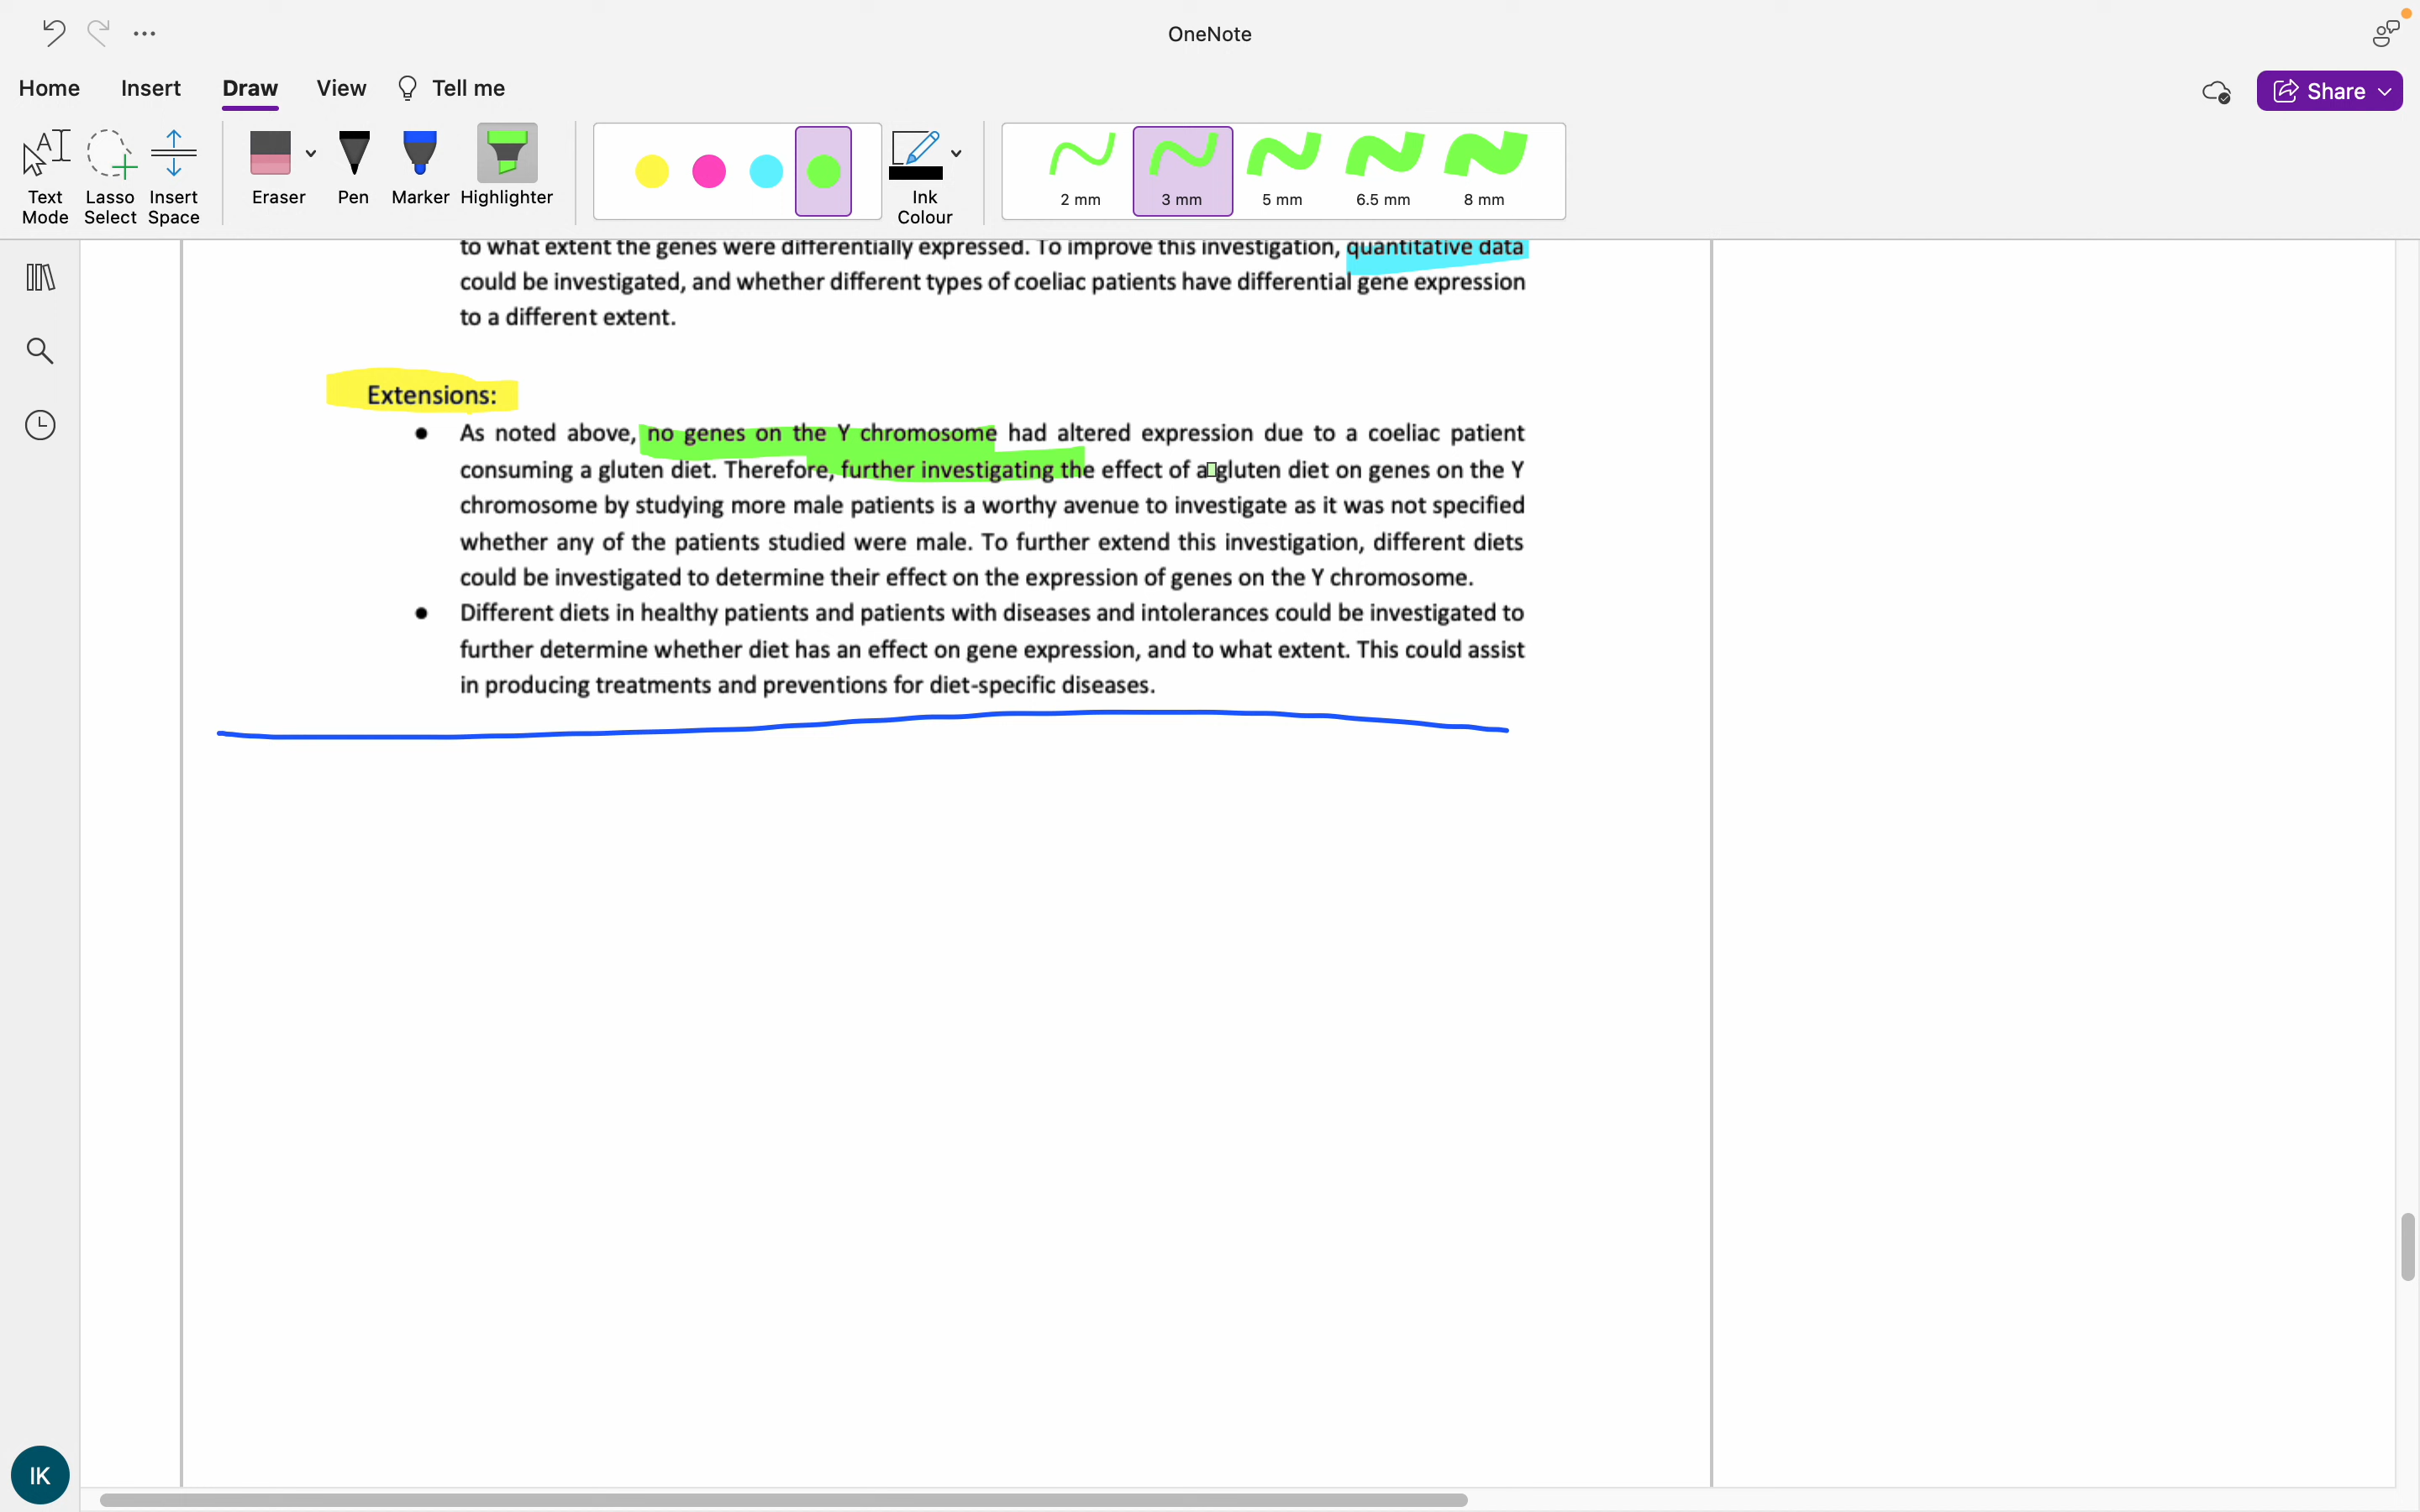 OneNote
Home Insert Draw View Tell me
Share
Text Mode
Lasso Select
Insert Space
Eraser
Pen
Marker
Highlighter
Ink Colour
2 mm
3 mm
5 mm
6.5 mm
8 mm
to what extent the genes were differentially expressed. To improve this investigation, quantitative data
could be investigated, and whether different types of coeliac patients have differential gene expression
to a different extent.
Extensions:
● As noted above, no genes on the Y chromosome had altered expression due to a coeliac patient
consuming a gluten diet. Therefore, further investigating the effect of a gluten diet on genes on the Y
chromosome by studying more male patients is a worthy avenue to investigate as it was not specified
whether any of the patients studied were male. To further extend this investigation, different diets
could be investigated to determine their effect on the expression of genes on the Y chromosome.
● Different diets in healthy patients and patients with diseases and intolerances could be investigated to
further determine whether diet has an effect on gene expression, and to what extent. This could assist
in producing treatments and preventions for diet-specific diseases.
IK